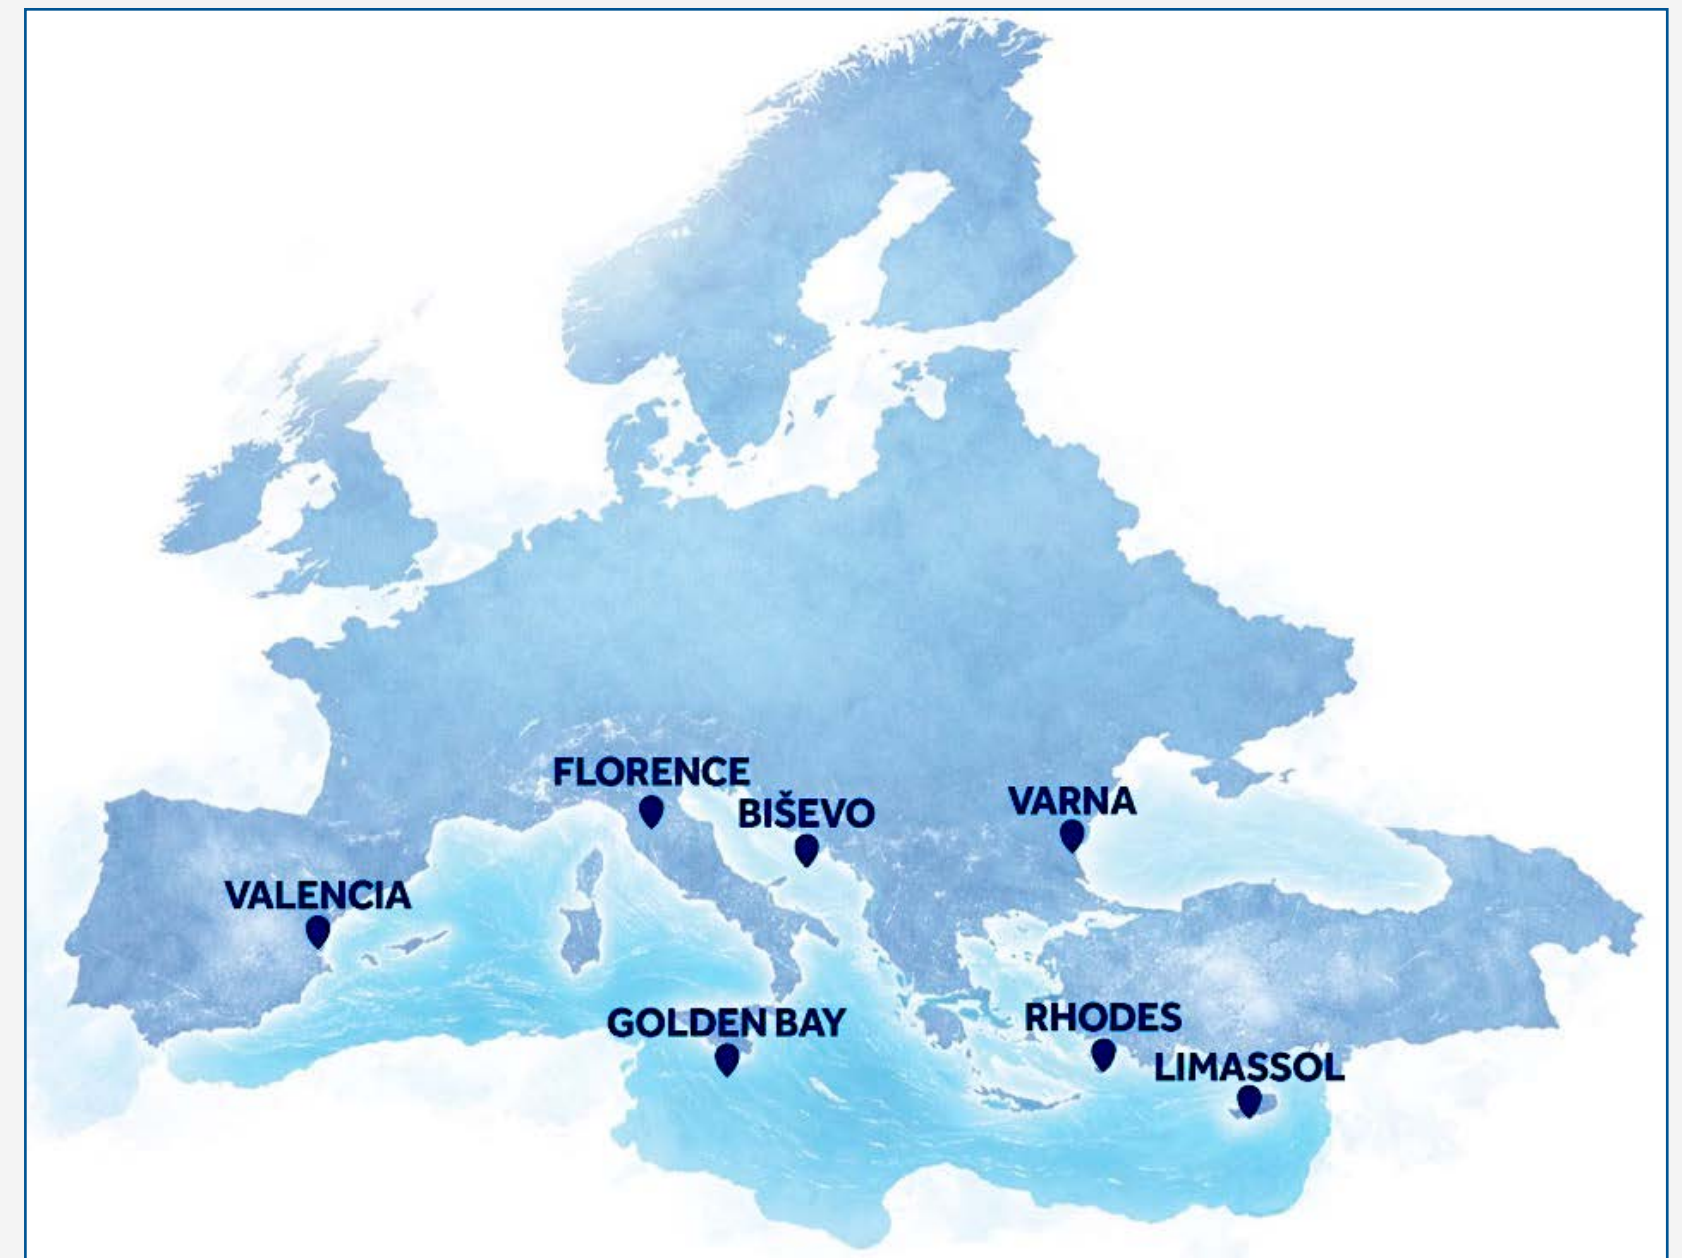 FLORENCE
BIŠEVO
VARNA
VALENCIA
GOLDEN BAY
RHODES
LIMASSOL